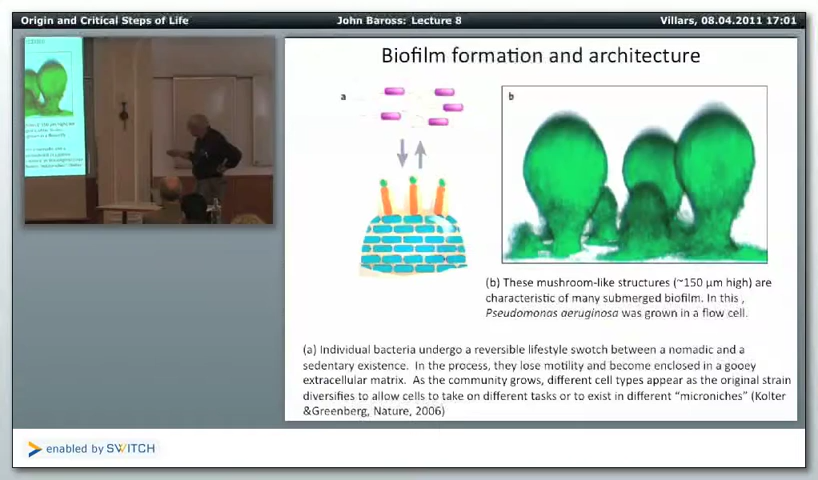 Origin and Critical Steps of Life
John Baross: Lecture 8
Villars, 08.04.2011 17:01
Biofilm formation and architecture
a
b
(b) These mushroom-like structures (~150 µm high) are
characteristic of many submerged biofilm. In this ,
Pseudomonas aeruginosa was grown in a flow cell.
(a) Individual bacteria undergo a reversible lifestyle swotch between a nomadic and a
sedentary existence. In the process, they lose motility and become enclosed in a gooey
extracellular matrix. As the community grows, different cell types appear as the original strain
diversifies to allow cells to take on different tasks or to exist in different “microniches” (Kolter
&Greenberg, Nature, 2006)
enabled by SWITCH